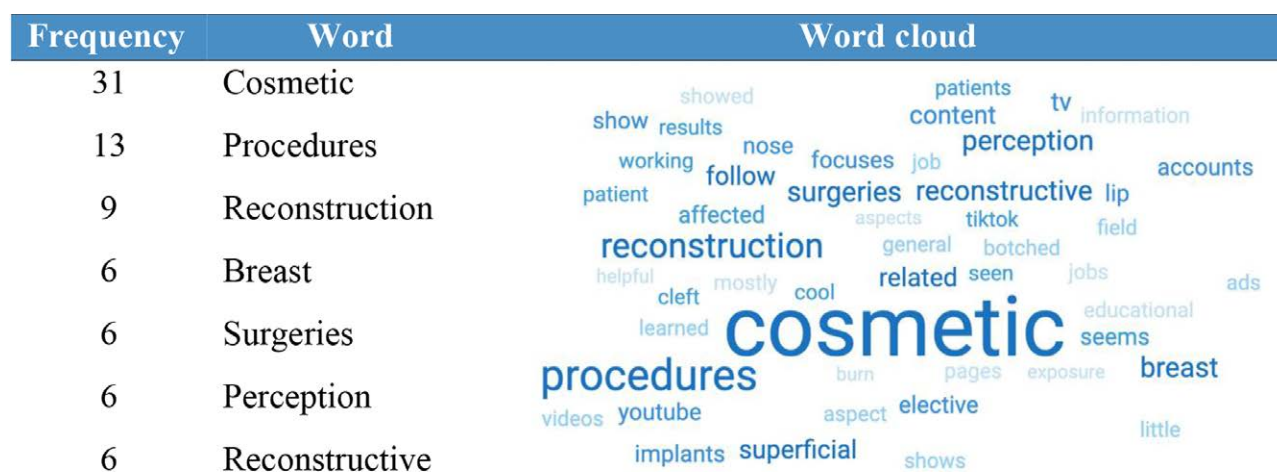 Frequency Word Word cloud
31 Cosmetic
13 Procedures
9 Reconstruction
6 Breast
6 Surgeries
6 Perception
6 Reconstructive
showed patients tv
show results content information
nose perception
working focuses job accounts
follow
patient surgeries reconstructive lip
affected aspects tiktok field
reconstruction general botched
helpful mostly related seen jobs ads
cleft cool
learned cosmetic educational
seems
procedures burn pages exposure breast
videos youtube aspect elective
little
implants superficial shows